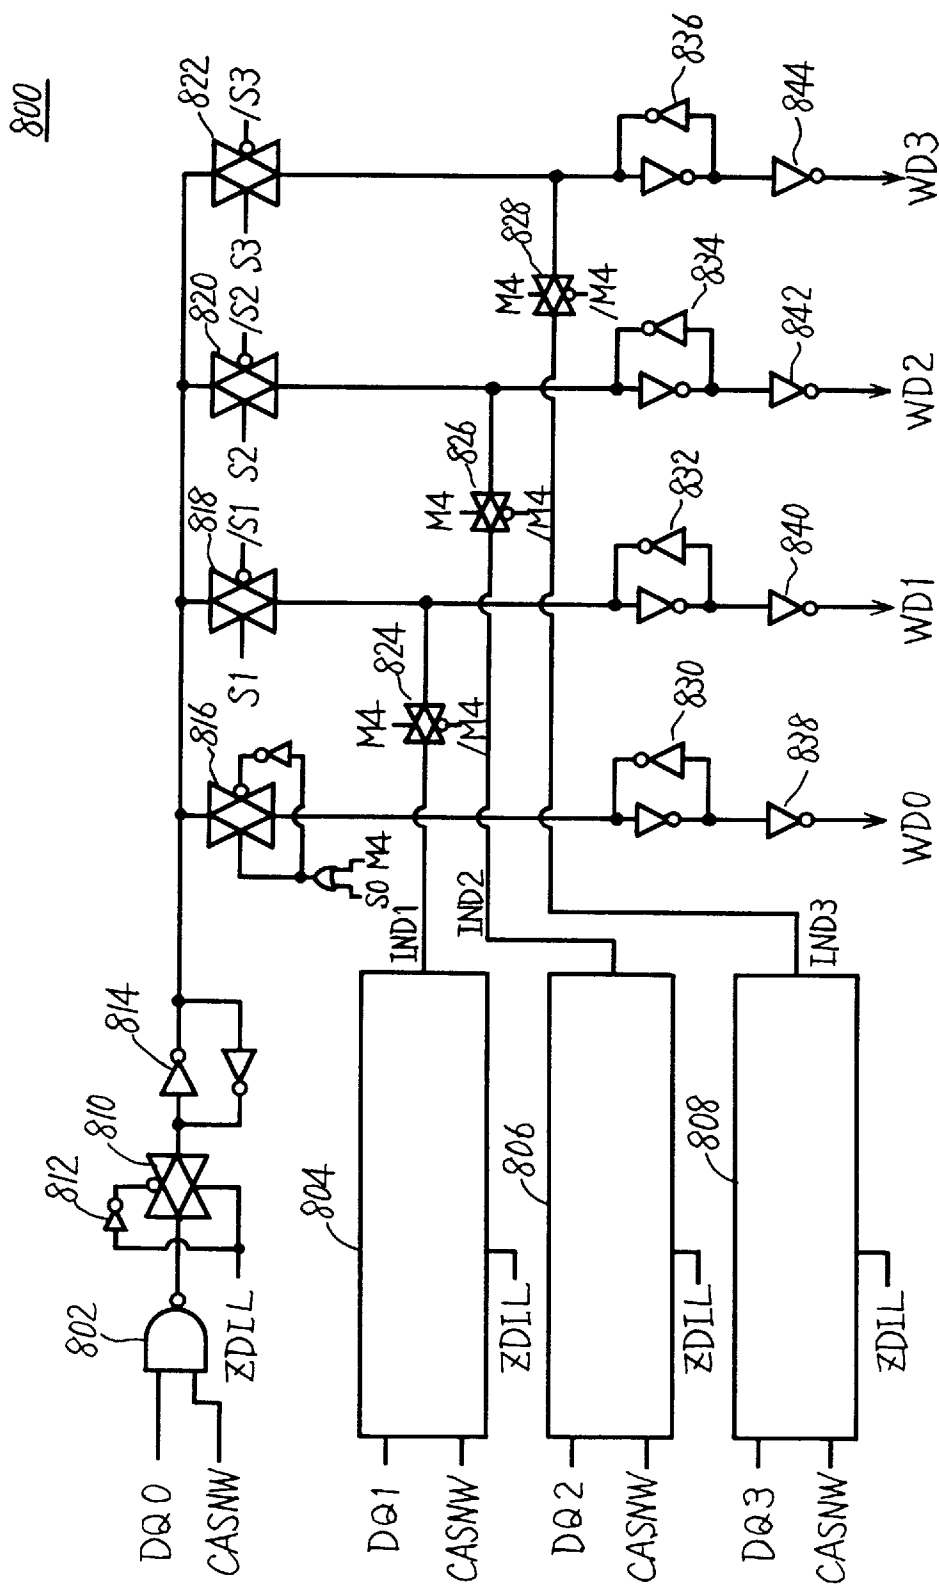 800
822
/S3
S3
820
/S2
S2
818
/S1
S1
816
S0
M4
814
810
812
802
ZDIL
DQ0
CASNW
836
844
WD3
828
M4
/M4
834
842
WD2
826
M4
/M4
832
840
WD1
824
M4
/M4
830
838
WD0
IND1
IND2
IND3
804
ZDIL
DQ1
CASNW
806
ZDIL
DQ2
CASNW
808
ZDIL
DQ3
CASNW